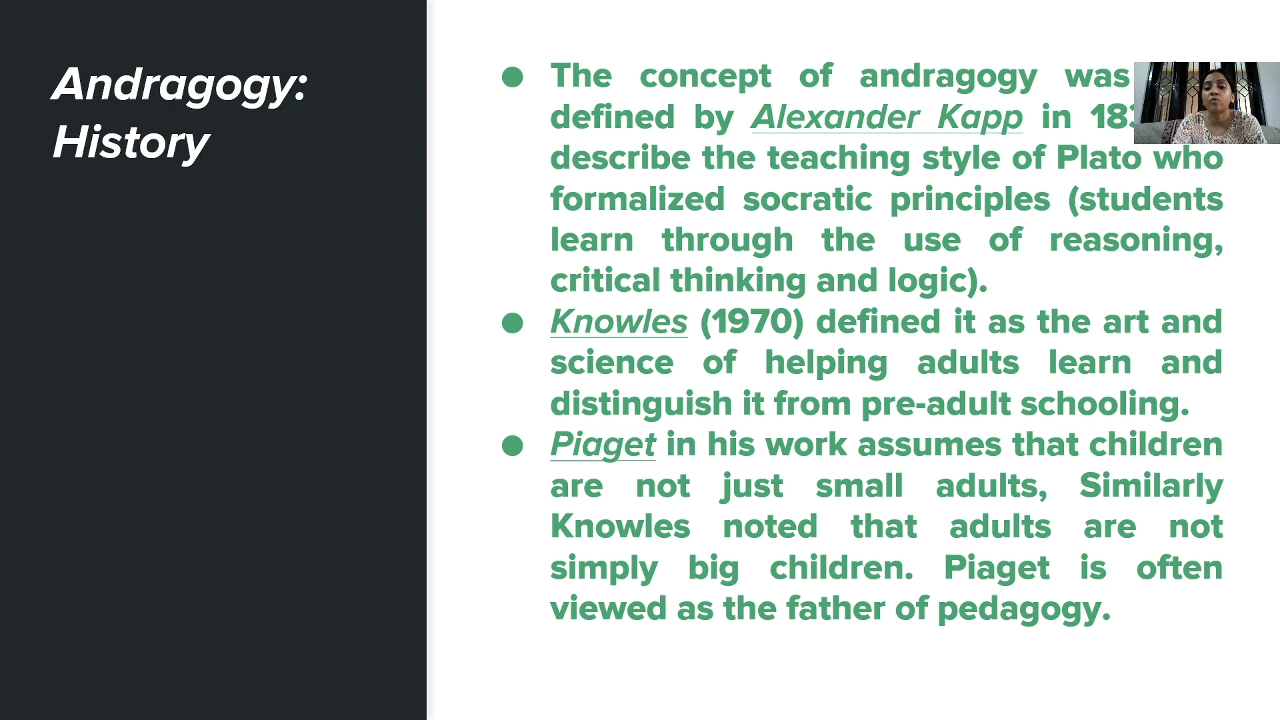 Andragogy:
History
● The concept of andragogy was
defined by Alexander Kapp in 183
describe the teaching style of Plato who
formalized socratic principles (students
learn through the use of reasoning,
critical thinking and logic).
● Knowles (1970) defined it as the art and
science of helping adults learn and
distinguish it from pre-adult schooling.
● Piaget in his work assumes that children
are not just small adults, Similarly
Knowles noted that adults are not
simply big children. Piaget is often
viewed as the father of pedagogy.